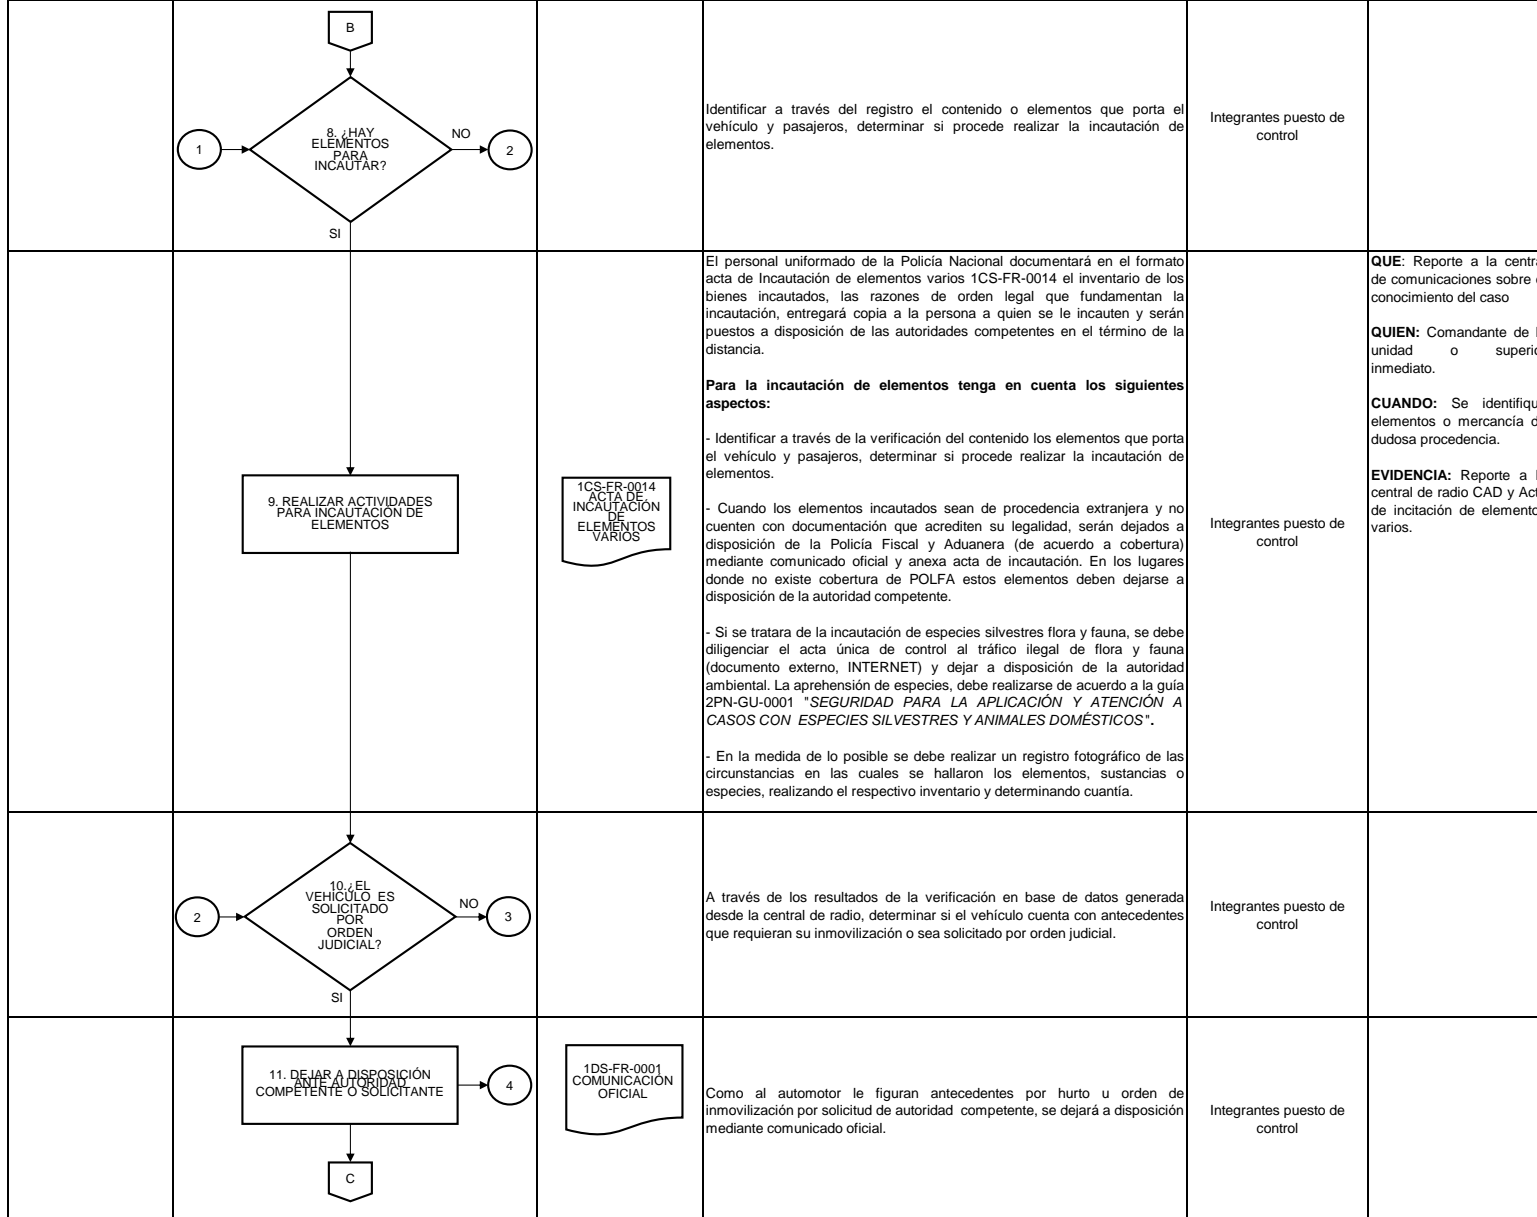 B
8. ¿HAY
ELEMENTOS
PARA
INCAUTAR?
1
NO
2
SI
Identificar a través del registro el contenido o elementos que porta el
vehículo y pasajeros, determinar si procede realizar la incautación de
elementos.
Integrantes puesto de
control
9. REALIZAR ACTIVIDADES
PARA INCAUTACIÓN DE
ELEMENTOS
1CS-FR-0014
ACTA DE
INCAUTACIÓN
DE
ELEMENTOS
VARIOS
El personal uniformado de la Policía Nacional documentará en el formato
acta de Incautación de elementos varios 1CS-FR-0014 el inventario de los
bienes incautados, las razones de orden legal que fundamentan la
incautación, entregará copia a la persona a quien se le incauten y serán
puestos a disposición de las autoridades competentes en el término de la
distancia.
Para la incautación de elementos tenga en cuenta los siguientes
aspectos:
- Identificar a través de la verificación del contenido los elementos que porta
el vehículo y pasajeros, determinar si procede realizar la incautación de
elementos.
- Cuando los elementos incautados sean de procedencia extranjera y no
cuenten con documentación que acrediten su legalidad, serán dejados a
disposición de la Policía Fiscal y Aduanera (de acuerdo a cobertura)
mediante comunicado oficial y anexa acta de incautación. En los lugares
donde no existe cobertura de POLFA estos elementos deben dejarse a
disposición de la autoridad competente.
- Si se tratara de la incautación de especies silvestres flora y fauna, se debe
diligenciar el acta única de control al tráfico ilegal de flora y fauna
(documento externo, INTERNET) y dejar a disposición de la autoridad
ambiental. La aprehensión de especies, debe realizarse de acuerdo a la guía
2PN-GU-0001 "SEGURIDAD PARA LA APLICACIÓN Y ATENCIÓN A
CASOS CON ESPECIES SILVESTRES Y ANIMALES DOMÉSTICOS".
- En la medida de lo posible se debe realizar un registro fotográfico de las
circunstancias en las cuales se hallaron los elementos, sustancias o
especies, realizando el respectivo inventario y determinando cuantía.
Integrantes puesto de
control
QUE: Reporte a la
de comunicaciones sobre
conocimiento del caso
QUIEN: Comandante de
unidad o
inmediato.
CUANDO: Se
elementos o mercancía
dudosa procedencia.
EVIDENCIA: Reporte a
central de radio CAD y
de incitación de
varios.
10.¿EL
VEHICULO ES
SOLICITADO
POR
ORDEN
JUDICIAL?
2
NO
3
SI
A través de los resultados de la verificación en base de datos generada
desde la central de radio, determinar si el vehículo cuenta con antecedentes
que requieran su inmovilización o sea solicitado por orden judicial.
Integrantes puesto de
control
11. DEJAR A DISPOSICIÓN
ANTE AUTORIDAD
COMPETENTE O SOLICITANTE
4
C
1DS-FR-0001
COMUNICACIÓN
OFICIAL
Como al automotor le figuran antecedentes por hurto u orden de
inmovilización por solicitud de autoridad competente, se dejará a disposición
mediante comunicado oficial.
Integrantes puesto de
control